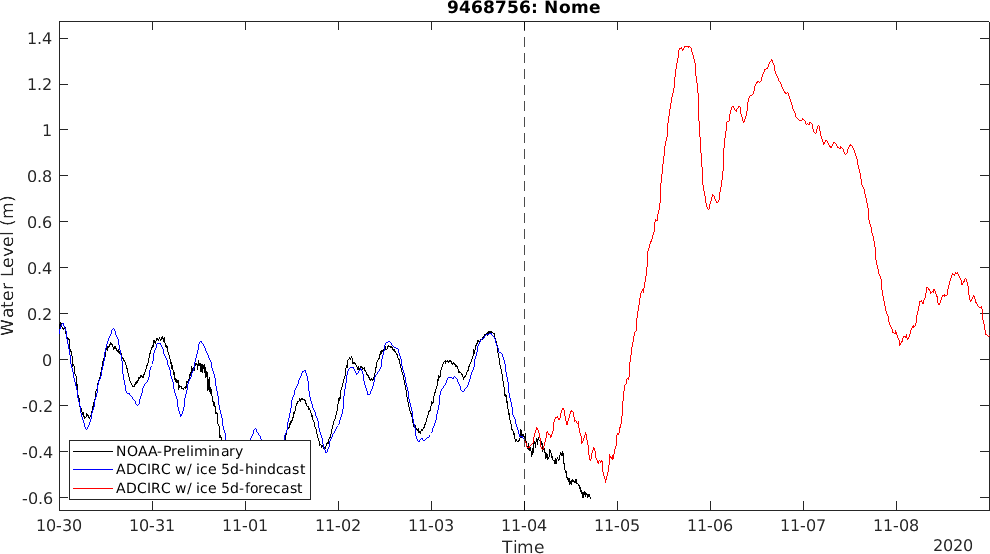 9468756: Nome
Water Level (m)
1.4
1.2
1
0.8
0.6
0.4
0.2
0
-0.2
-0.4
-0.6
NOAA-Preliminary
ADCIRC w/ ice 5d-hindcast
ADCIRC w/ ice 5d-forecast
10-30 10-31 11-01 11-02 11-03 11-04 11-05 11-06 11-07 11-08
Time
2020